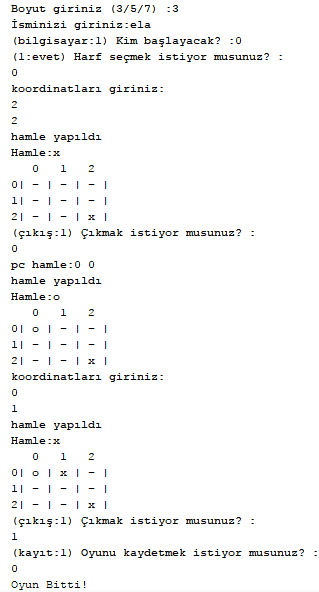 Boyut giriniz (3/5/7) :3
İsminizi giriniz:ela
(bilgisayar:1) Kim başlayacak? :0
(1:evet) Harf seçmek istiyor musunuz? :
0
koordinatları giriniz:
2
2
hamle yapıldı
Hamle:x
0 1 2
0| - | - | - |
1| - | - | - |
2| - | - | x |
(çıkış:1) Çıkmak istiyor musunuz? :
0
pc hamle:0 0
hamle yapıldı
Hamle:o
0 1 2
0| o | - | - |
1| - | - | - |
2| - | - | x |
koordinatları giriniz:
0
1
hamle yapıldı
Hamle:x
0 1 2
0| o | x | - |
1| - | - | - |
2| - | - | x |
(çıkış:1) Çıkmak istiyor musunuz? :
1
(kayıt:1) Oyunu kaydetmek istiyor musunuz? :
0
Oyun Bitti!